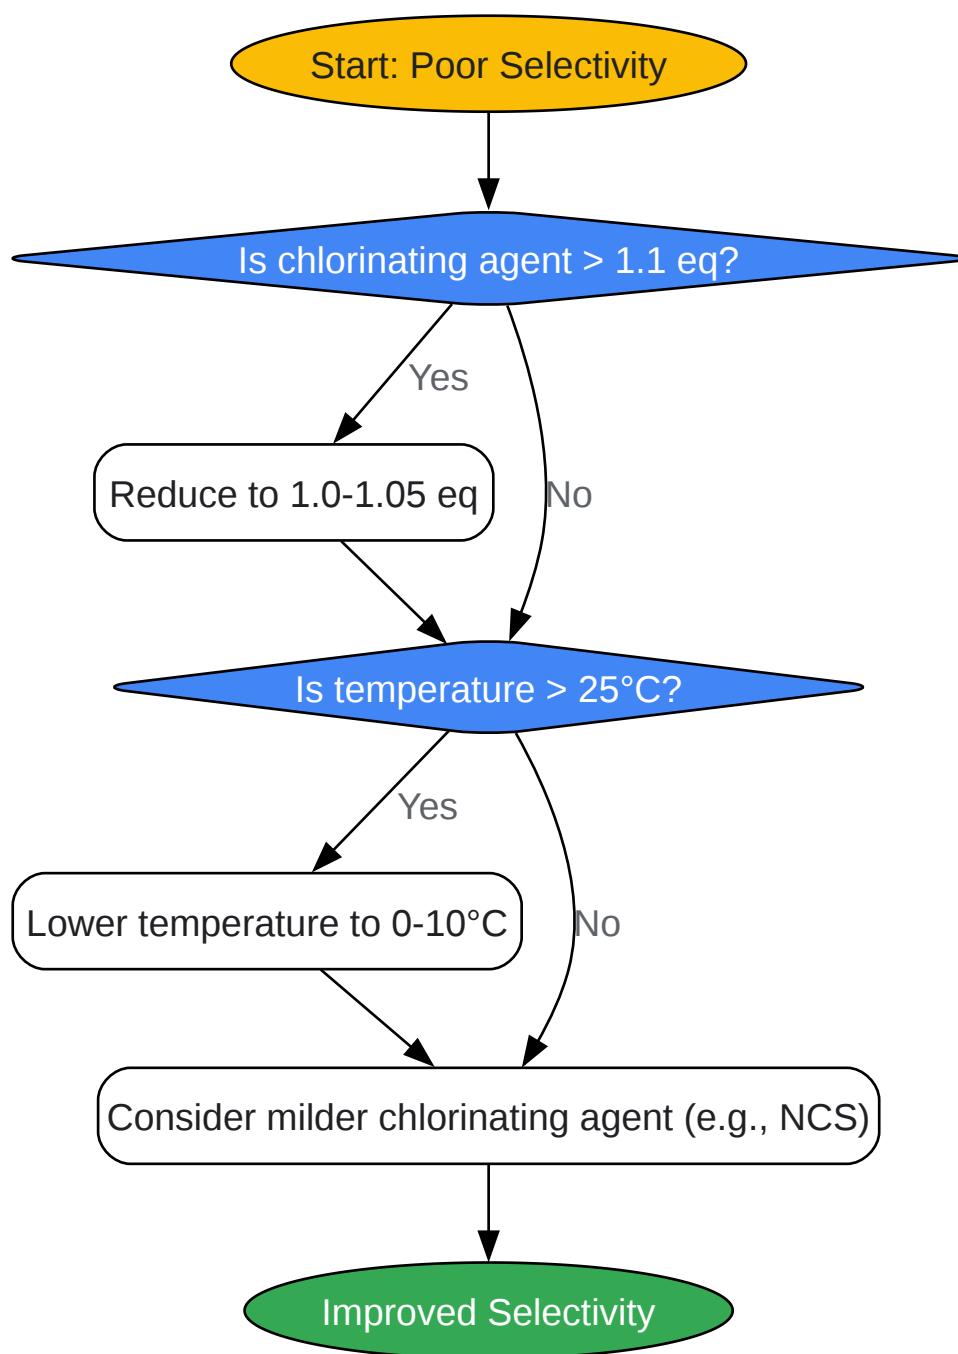 Start: Poor Selectivity
Is chlorinating agent > 1.1 eq?
Yes
Reduce to 1.0-1.05 eq
No
Is temperature > 25°C?
Yes
Lower temperature to 0-10°C
No
Consider milder chlorinating agent (e.g., NCS)
Improved Selectivity